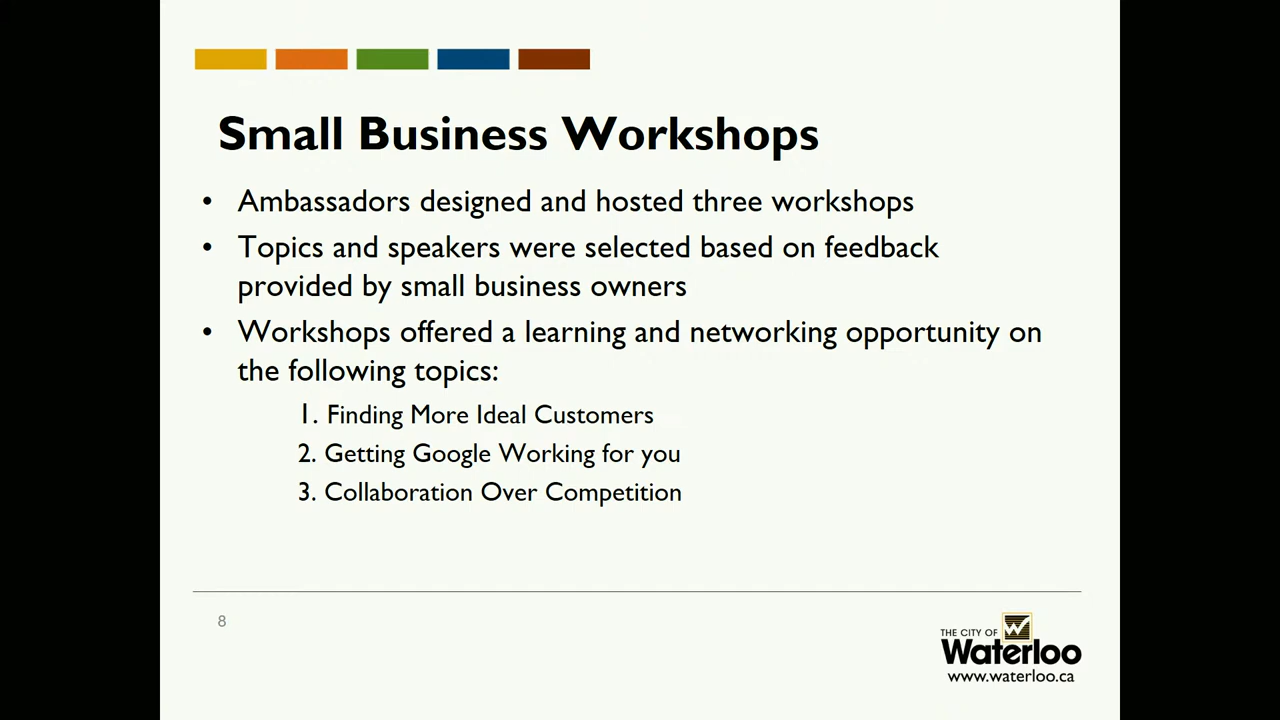 Small Business Workshops
• Ambassadors designed and hosted three workshops
• Topics and speakers were selected based on feedback
provided by small business owners
• Workshops offered a learning and networking opportunity on
the following topics:
1. Finding More Ideal Customers
2. Getting Google Working for you
3. Collaboration Over Competition
8
THE CITY OF
Waterloo
www.waterloo.ca